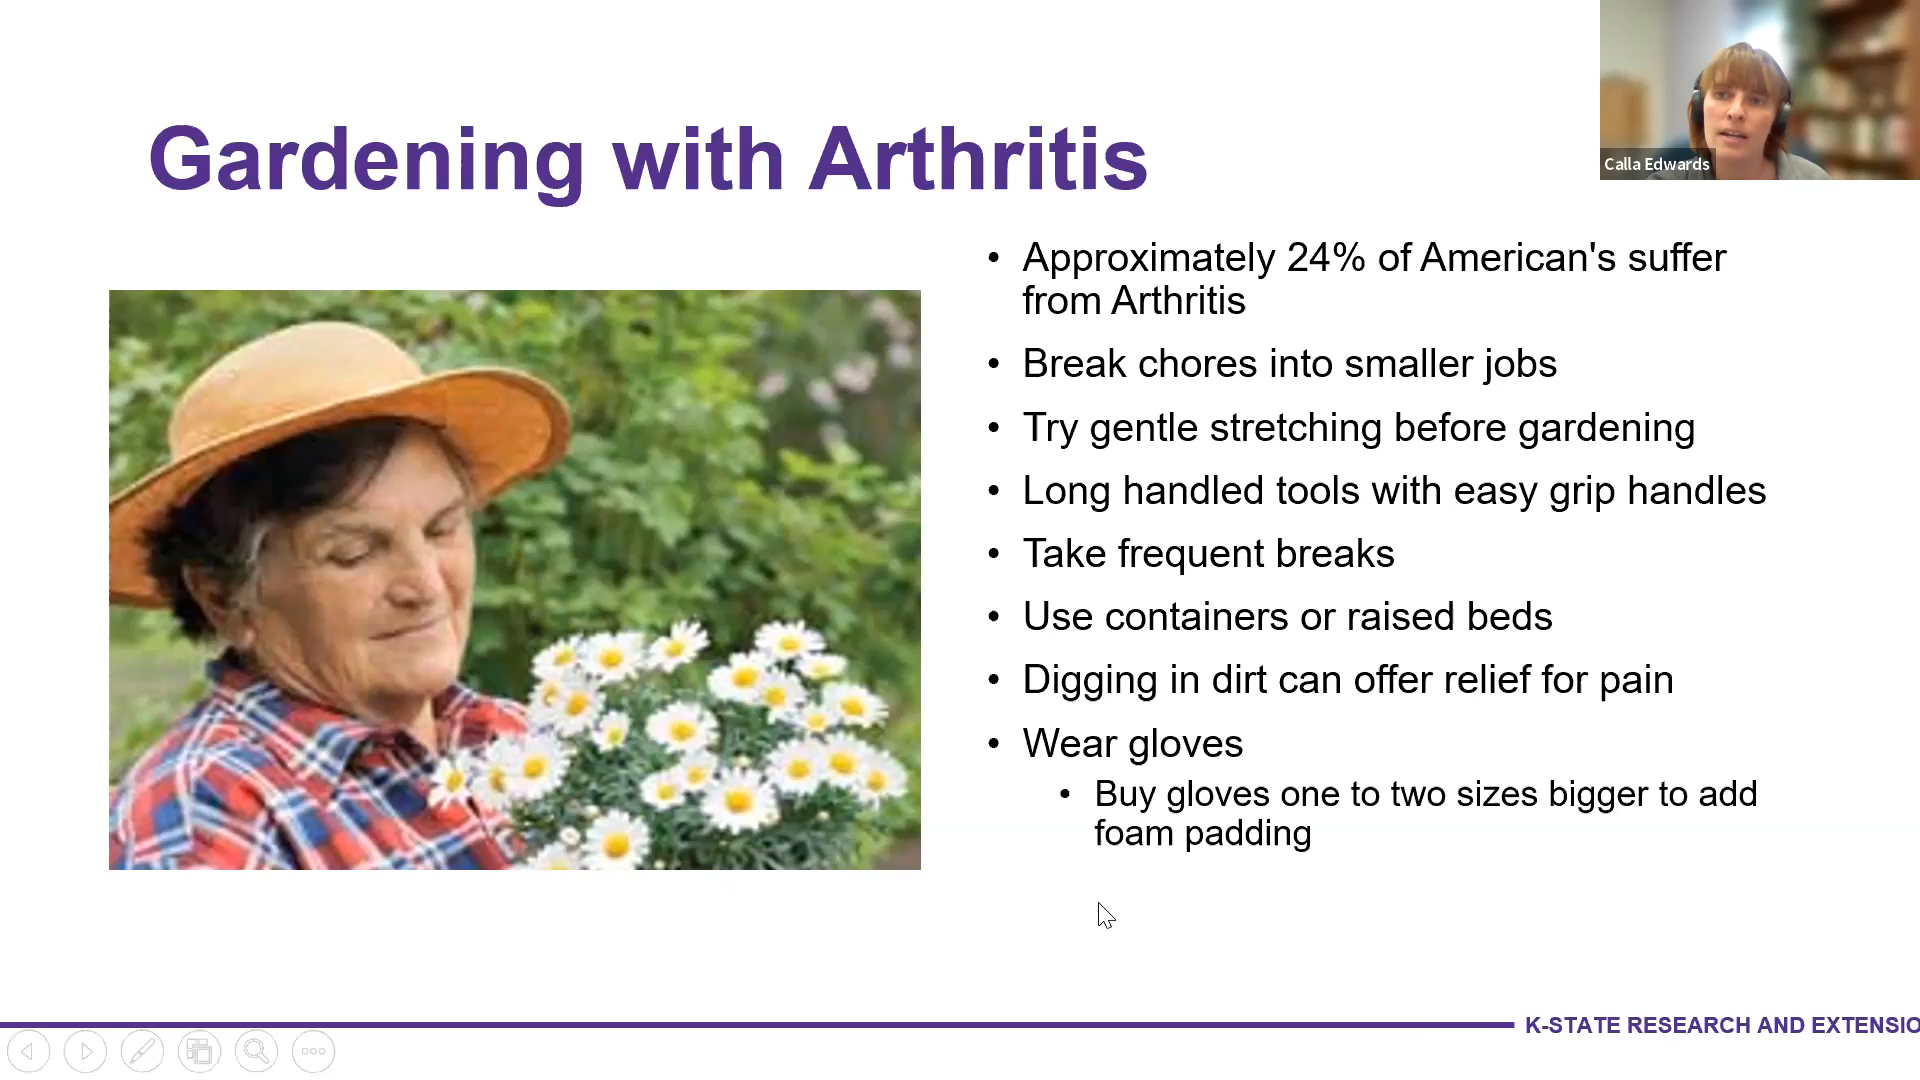 Calla Edwards
Gardening with Arthritis
• Approximately 24% of American's suffer
from Arthritis
• Break chores into smaller jobs
• Try gentle stretching before gardening
• Long handled tools with easy grip handles
• Take frequent breaks
• Use containers or raised beds
• Digging in dirt can offer relief for pain
• Wear gloves
• Buy gloves one to two sizes bigger to add
foam padding
K-STATE RESEARCH AND EXTENSIO